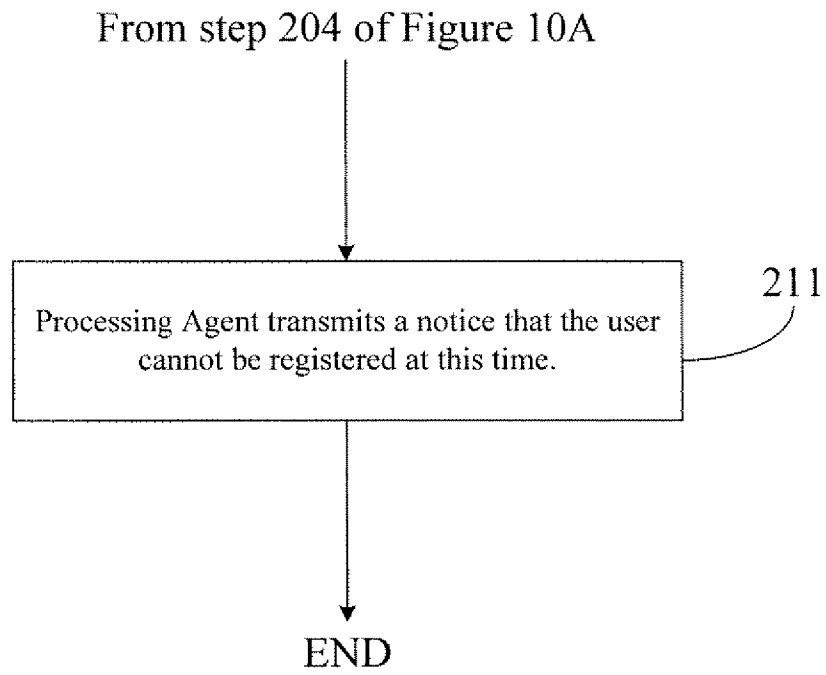 From step 204 of Figure 10A
211
Processing Agent transmits a notice that the user
cannot be registered at this time.
END